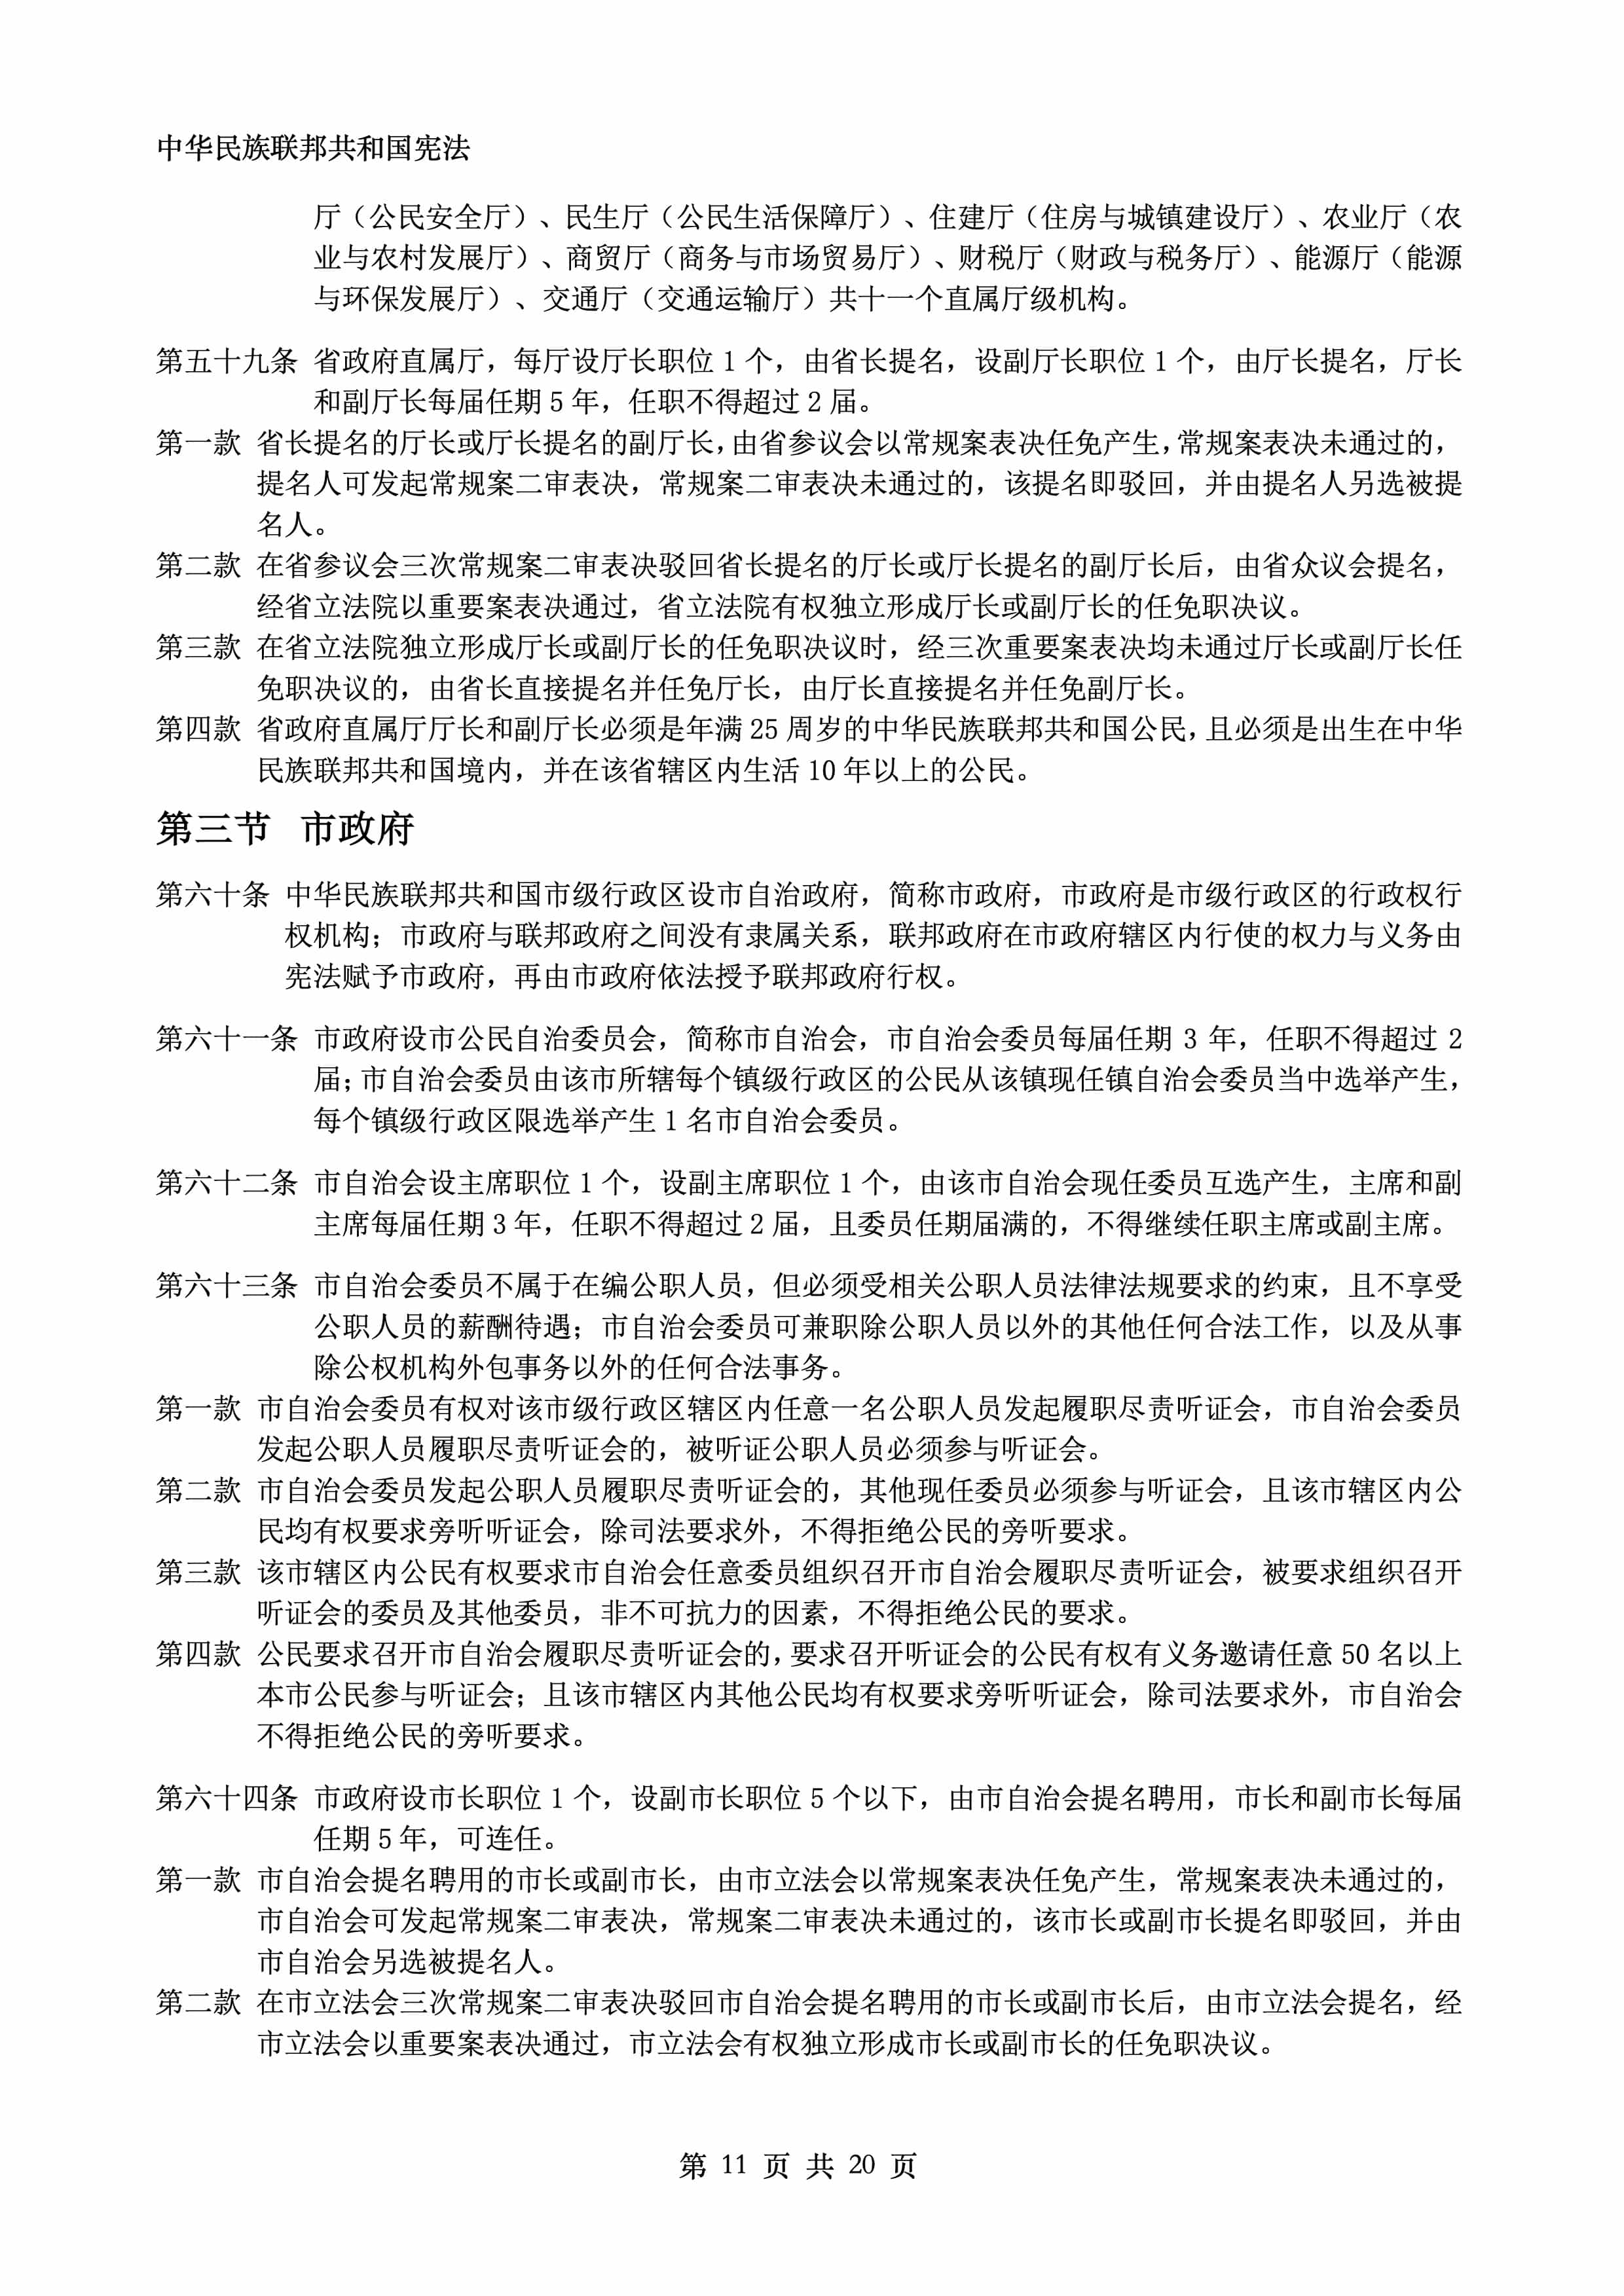 中华民族联邦共和国宪法
厅（公民安全厅）、民生厅（公民生活保障厅）、住建厅（住房与城镇建设厅）、农业厅（农
业与农村发展厅）、商贸厅（商务与市场贸易厅）、财税厅（财政与税务厅）、能源厅（能源
与环保发展厅）、交通厅（交通运输厅）共十一个直属厅级机构。
第五十九条 省政府直属厅，每厅设厅长职位 1 个，由省长提名，设副厅长职位 1 个，由厅长提名，厅长
和副厅长每届任期 5 年，任职不得超过 2 届。
第一款 省长提名的厅长或厅长提名的副厅长，由省参议会以常规案表决任免产生，常规案表决未通过的，
提名人可发起常规案二审表决，常规案二审表决未通过的，该提名即驳回，并由提名人另选被提
名人。
第二款 在省参议会三次常规案二审表决驳回省长提名的厅长或厅长提名的副厅长后，由省众议会提名，
经省立法院以重要案表决通过，省立法院有权独立形成厅长或副厅长的任免职决议。
第三款 在省立法院独立形成厅长或副厅长的任免职决议时，经三次重要案表决均未通过厅长或副厅长任
免职决议的，由省长直接提名并任免厅长，由厅长直接提名并任免副厅长。
第四款 省政府直属厅厅长和副厅长必须是年满 25 周岁的中华民族联邦共和国公民，且必须是出生在中华
民族联邦共和国境内，并在该省辖区内生活 10 年以上的公民。
第三节 市政府
第六十条 中华民族联邦共和国市级行政区设市自治政府，简称市政府，市政府是市级行政区的行政权行
权机构；市政府与联邦政府之间没有隶属关系，联邦政府在市政府辖区内行使的权力与义务由
宪法赋予市政府，再由市政府依法授予联邦政府行权。
第六十一条 市政府设市公民自治委员会，简称市自治会，市自治会委员每届任期 3 年，任职不得超过 2
届；市自治会委员由该市所辖每个镇级行政区的公民从该镇现任镇自治会委员当中选举产生，
每个镇级行政区限选举产生 1 名市自治会委员。
第六十二条 市自治会设主席职位 1 个，设副主席职位 1 个，由该市自治会现任委员互选产生，主席和副
主席每届任期 3 年，任职不得超过 2 届，且委员任期届满的，不得继续任职主席或副主席。
第六十三条 市自治会委员不属于在编公职人员，但必须受相关公职人员法律法规要求的约束，且不享受
公职人员的薪酬待遇；市自治会委员可兼职除公职人员以外的其他任何合法工作，以及从事
除公权机构外包事务以外的任何合法事务。
第一款 市自治会委员有权对该市级行政区辖区内任意一名公职人员发起履职尽责听证会，市自治会委员
发起公职人员履职尽责听证会的，被听证公职人员必须参与听证会。
第二款 市自治会委员发起公职人员履职尽责听证会的，其他现任委员必须参与听证会，且该市辖区内公
民均有权要求旁听听证会，除司法要求外，不得拒绝公民的旁听要求。
第三款 该市辖区内公民有权要求市自治会任意委员组织召开市自治会履职尽责听证会，被要求组织召开
听证会的委员及其他委员，非不可抗力的因素，不得拒绝公民的要求。
第四款 公民要求召开市自治会履职尽责听证会的，要求召开听证会的公民有权有义务邀请任意 50 名以上
本市公民参与听证会；且该市辖区内其他公民均有权要求旁听听证会，除司法要求外，市自治会
不得拒绝公民的旁听要求。
第六十四条 市政府设市长职位 1 个，设副市长职位 5 个以下，由市自治会提名聘用，市长和副市长每届
任期 5 年，可连任。
第一款 市自治会提名聘用的市长或副市长，由市立法会以常规案表决任免产生，常规案表决未通过的，
市自治会可发起常规案二审表决，常规案二审表决未通过的，该市长或副市长提名即驳回，并由
市自治会另选被提名人。
第二款 在市立法会三次常规案二审表决驳回市自治会提名聘用的市长或副市长后，由市立法会提名，经
市立法会以重要案表决通过，市立法会有权独立形成市长或副市长的任免职决议。
第 11 页 共 20 页